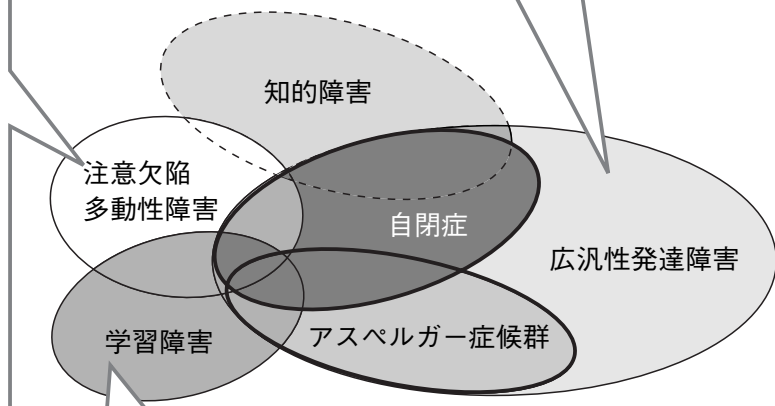 知的障害
注意欠陥
多動性障害
自閉症
広汎性発達障害
アスペルガー症候群
学習障害